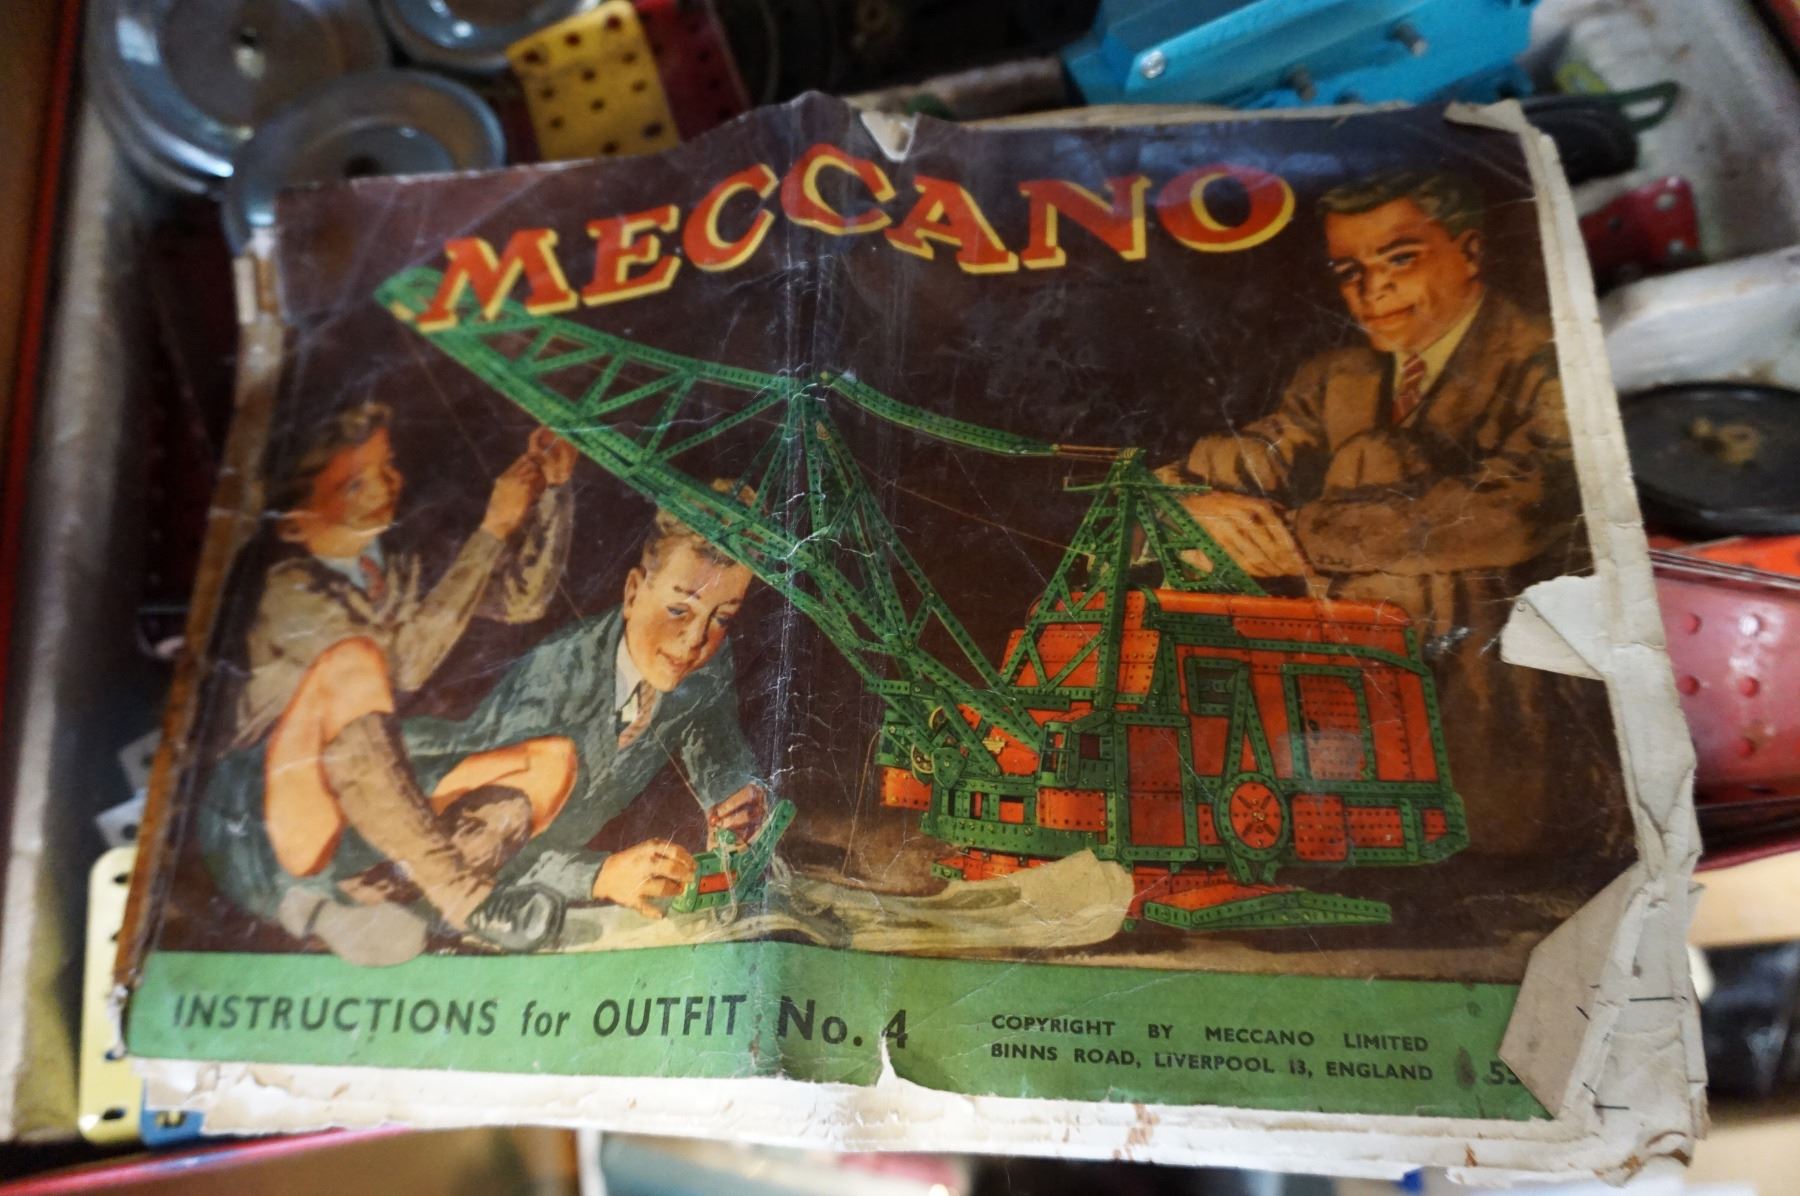 MECCANO
INSTRUCTIONS for OUTFIT No. 4
COPYRIGHT BY MECCANO LIMITED
BINNS ROAD, LIVERPOOL 13, ENGLAND